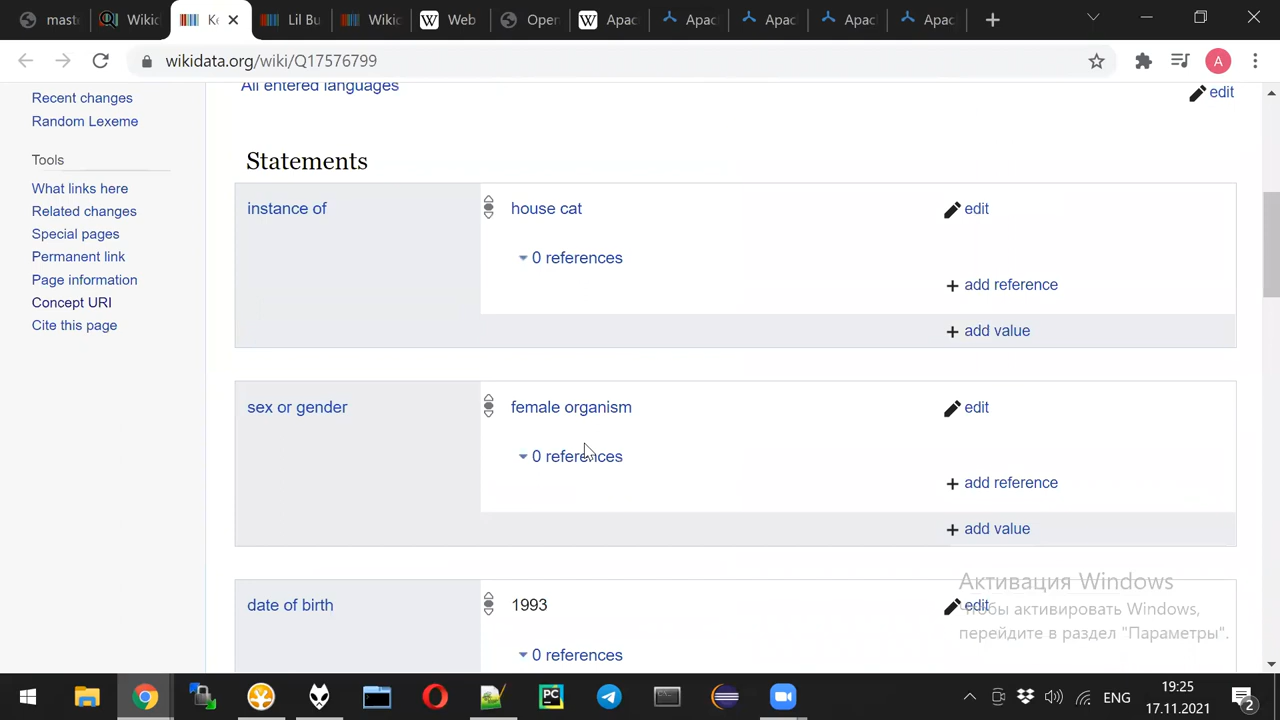 mast
Wikid
Ke
Lil Bu
Wikid
Web
Open
Apac
Apac
Apac
Apac
Apac
wikidata.org/wiki/Q17576799
A
Recent changes
Random Lexeme
Tools
What links here
Related changes
Special pages
Permanent link
Page information
Concept URI
Cite this page
All entered languages
edit
Statements
instance of
house cat
edit
0 references
+ add reference
+ add value
sex or gender
female organism
edit
0 references
+ add reference
+ add value
date of birth
1993
edit
0 references
Активация Windows
Чтобы активировать Windows,
перейдите в раздел "Параметры".
PC
ENG
19:25
17.11.2021
2